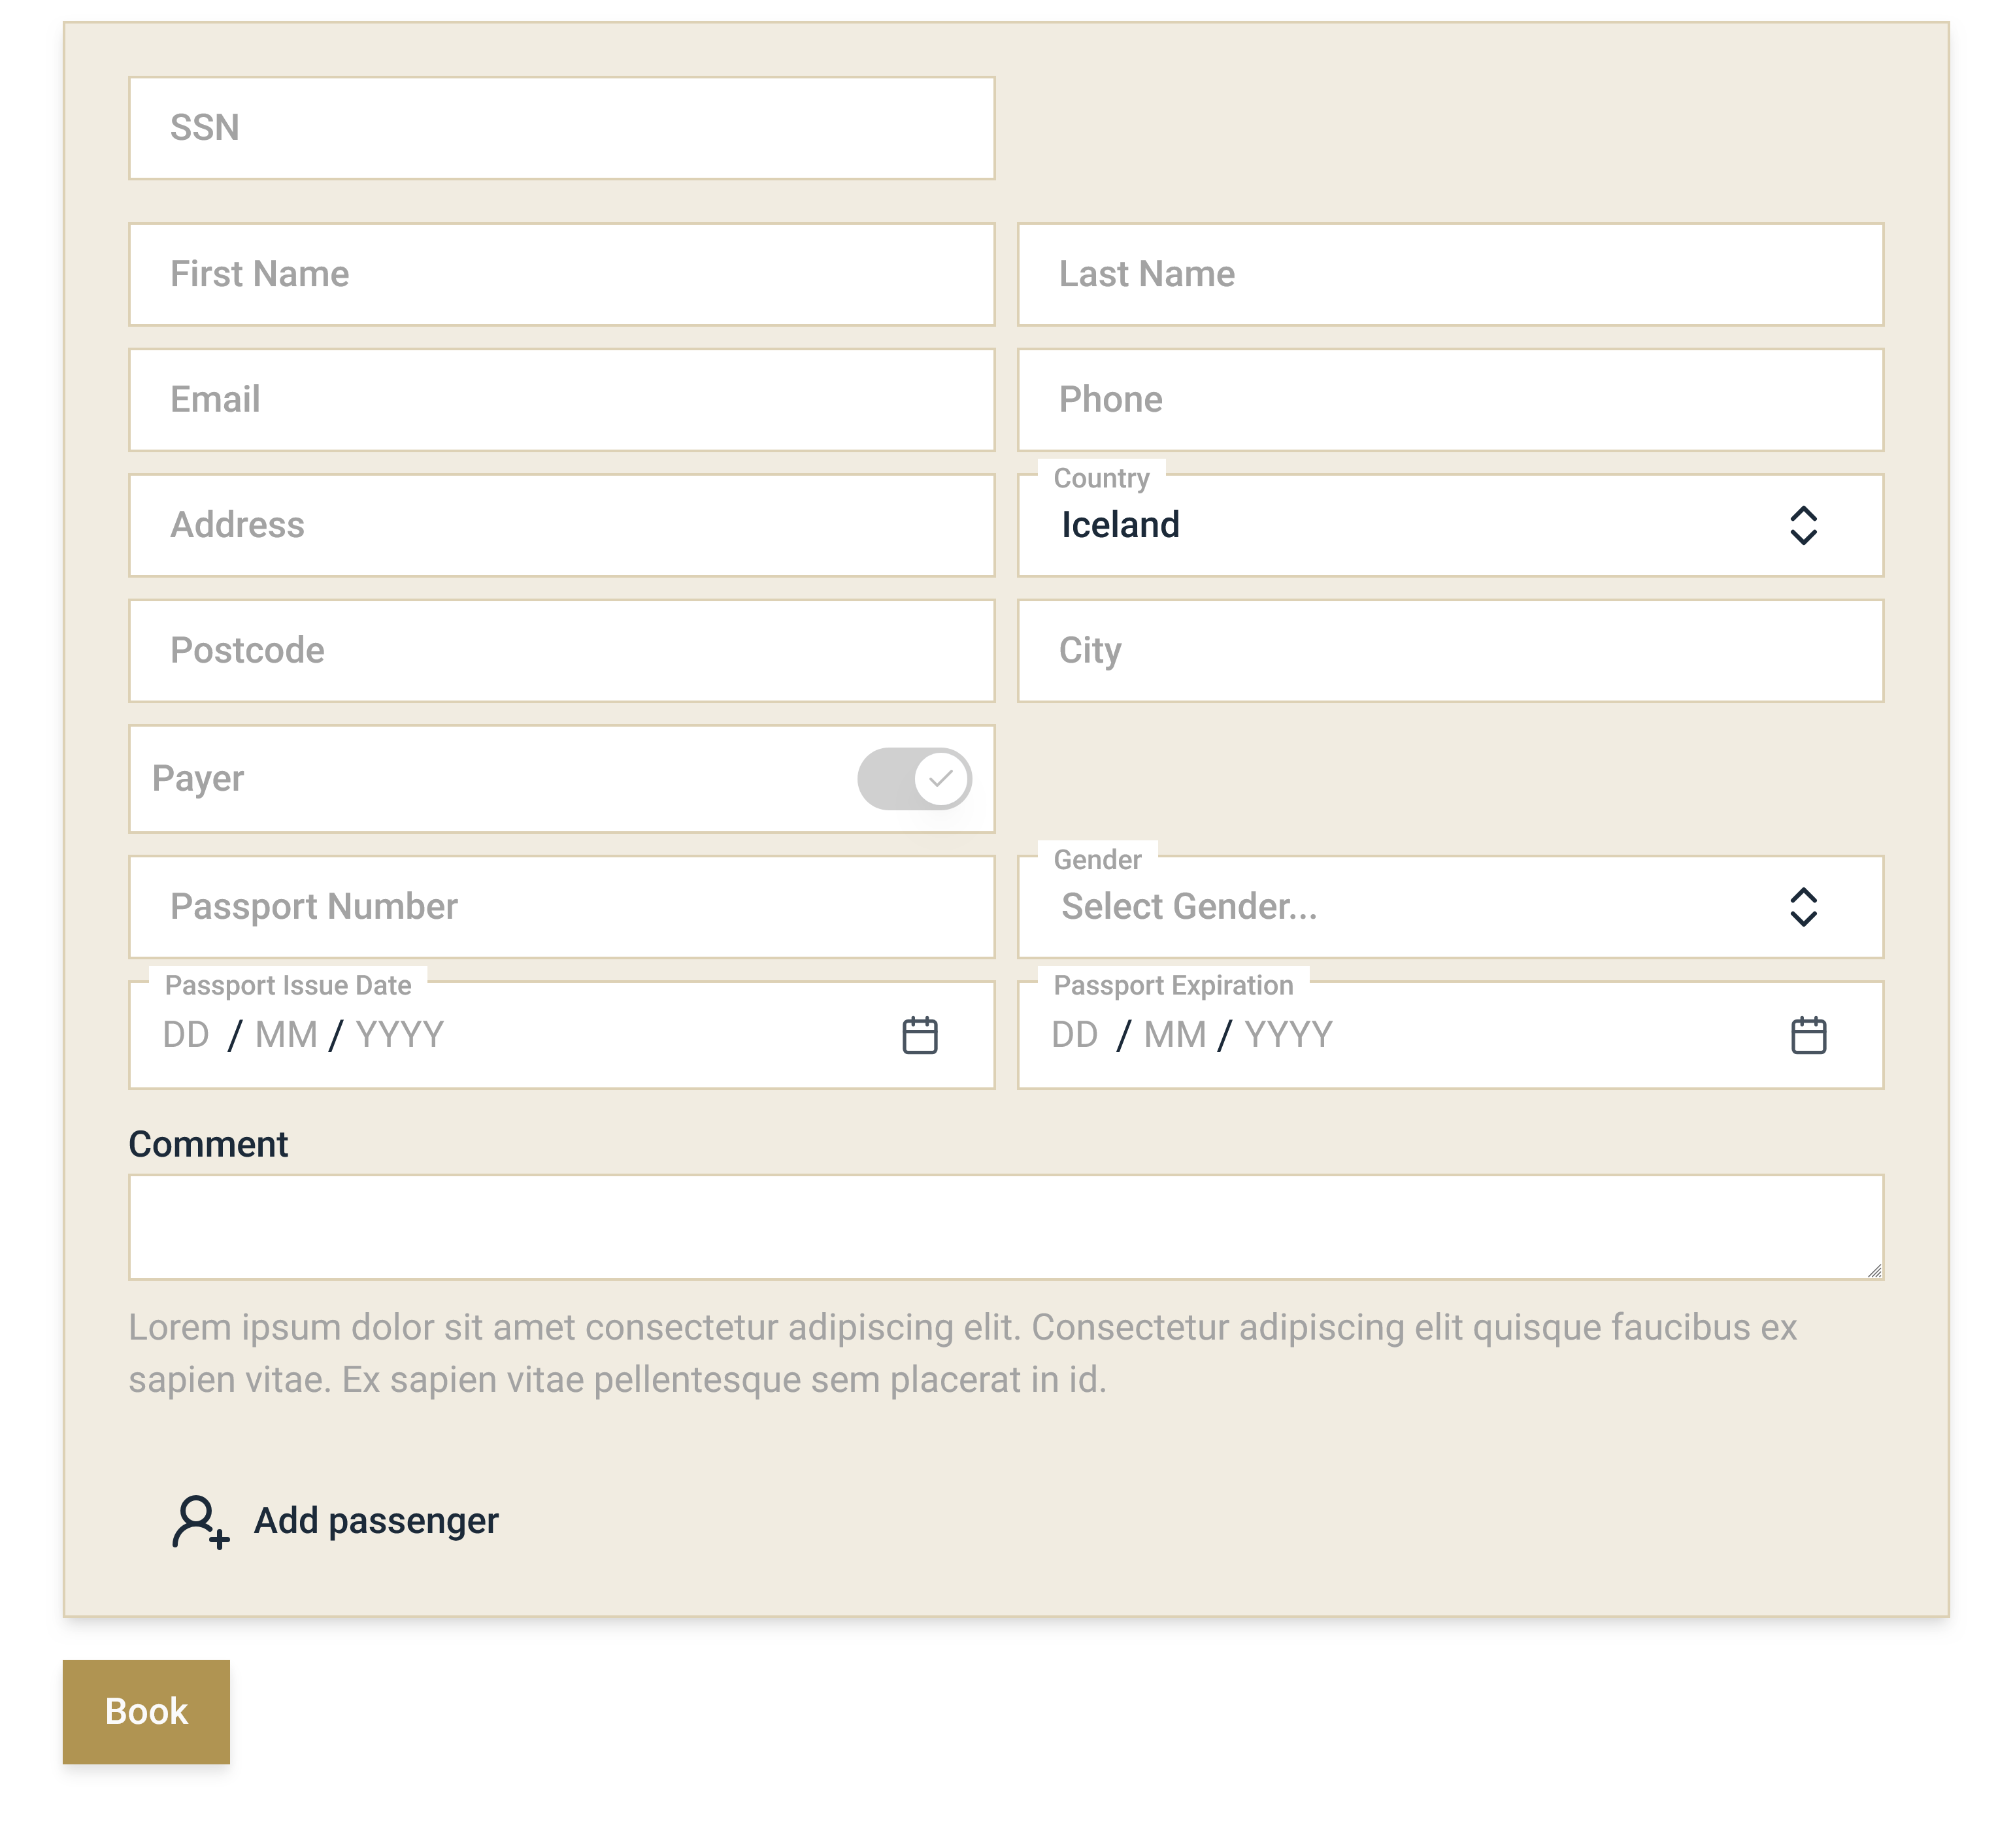 SSN
First Name
Last Name
Email
Phone
Address
Country
Iceland
Postcode
City
Payer
Passport Number
Gender
Select Gender...
Passport Issue Date
DD / MM / YYYY
Passport Expiration
DD / MM / YYYY
Comment
Lorem ipsum dolor sit amet consectetur adipiscing elit. Consectetur adipiscing elit quisque faucibus ex
sapien vitae. Ex sapien vitae pellentesque sem placerat in id.
Add passenger
Book